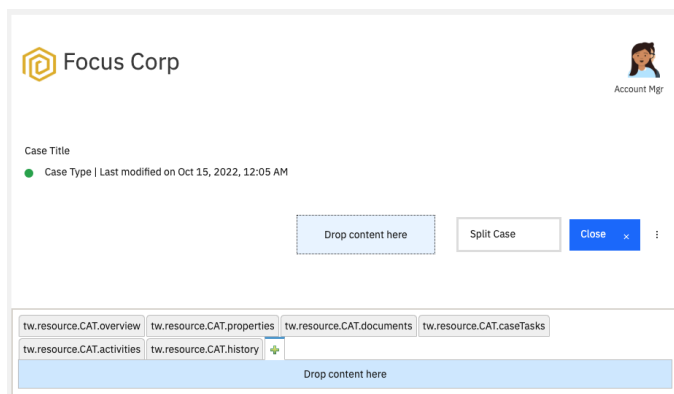 Focus Corp
Account Mgr
Case Title
Case Type | Last modified on Oct 15, 2022, 12:05 AM
Drop content here
Split Case
Close ×
tw.resource.CAT.overview tw.resource.CAT.properties tw.resource.CAT.documents tw.resource.CAT.caseTasks
tw.resource.CAT.activities tw.resource.CAT.history
Drop content here